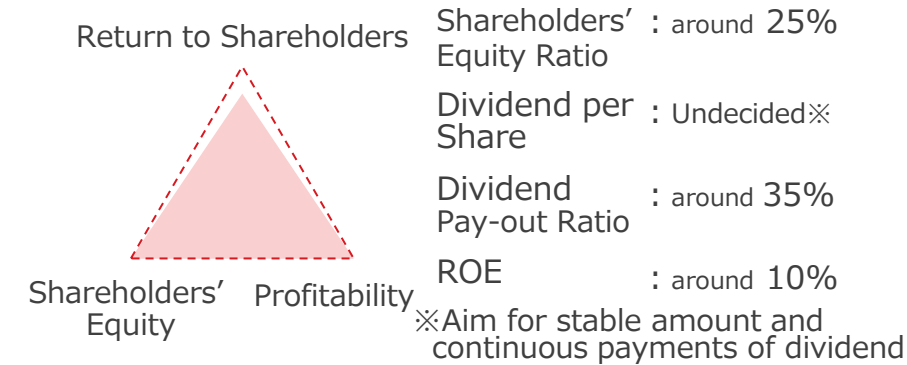 Return to Shareholders
Shareholders’
Equity
Profitability
Shareholders’ : around 25%
Equity Ratio
Dividend per : Undecided※
Share
Dividend : around 35%
Pay-out Ratio
ROE : around 10%
※Aim for stable amount and
continuous payments of dividend